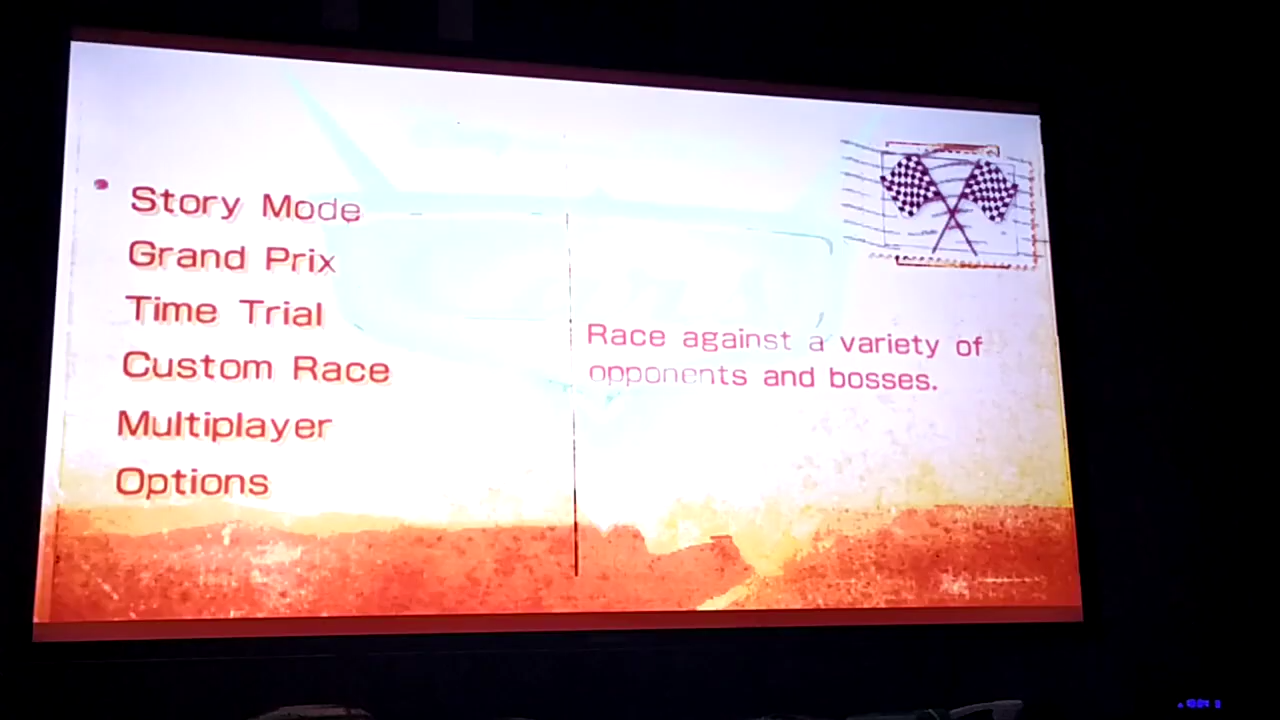 Story Mode
Grand Prix
Time Trial
Custom Race
Multiplayer
Options
Race against a variety of
opponents and bosses.